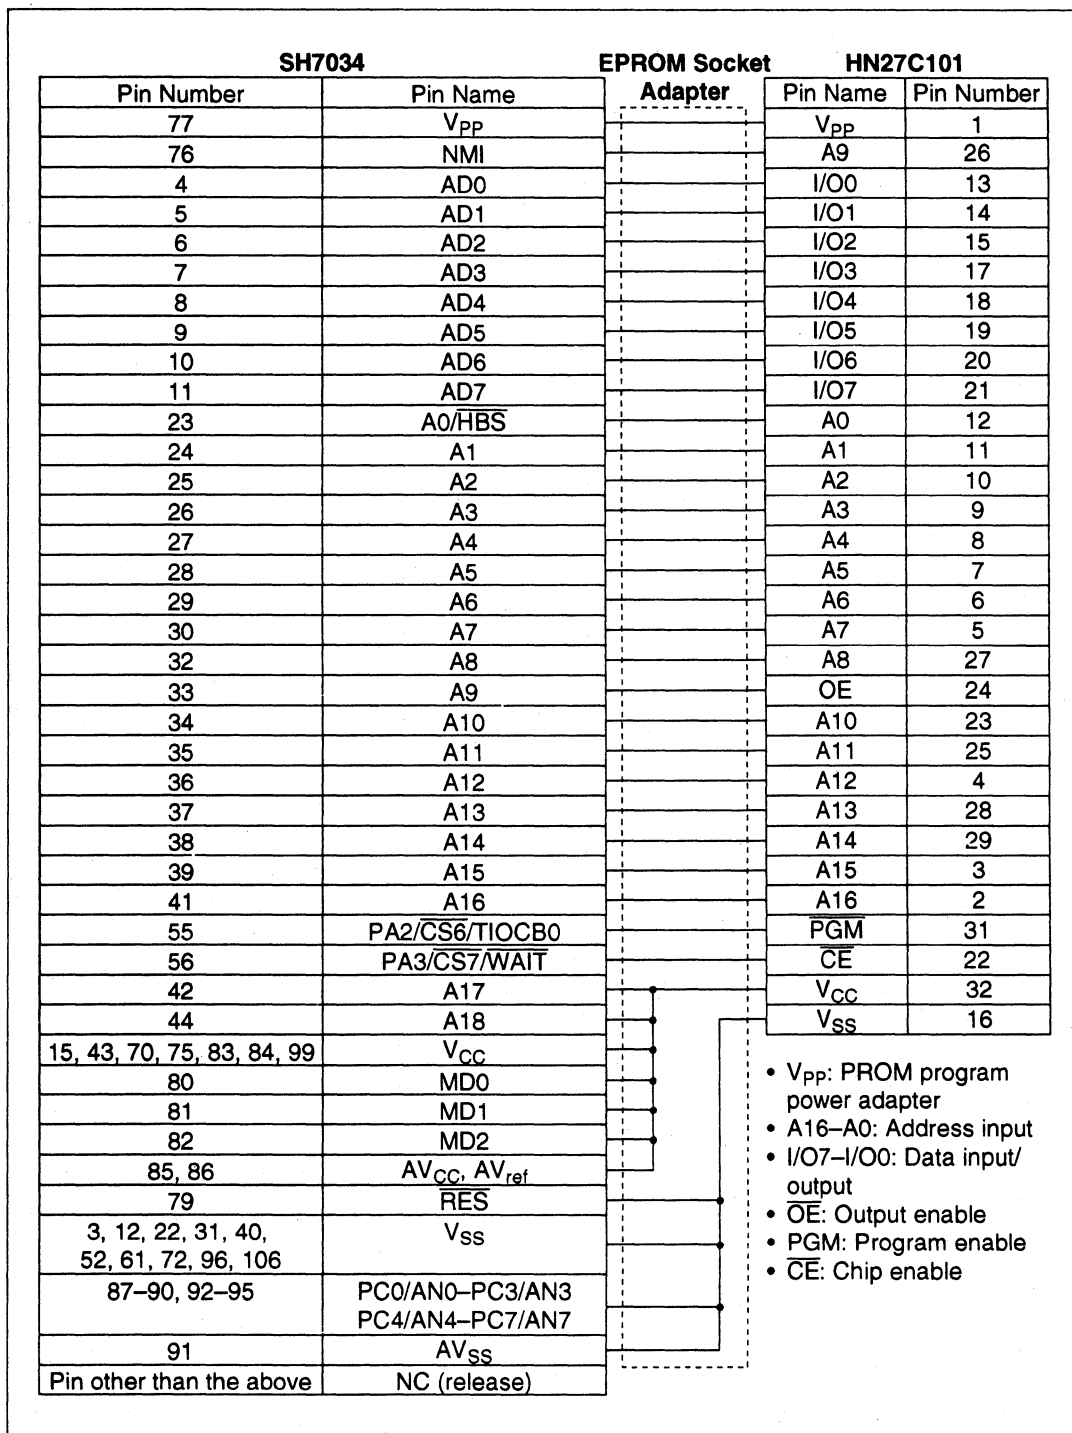 SH7034 EPROM Socket HN27C101
Pin Number Pin Name Adapter Pin Name Pin Number
77 VPP VPP 1
76 NMI A9 26
4 AD0 I/O0 13
5 AD1 I/O1 14
6 AD2 I/O2 15
7 AD3 I/O3 17
8 AD4 I/O4 18
9 AD5 I/O5 19
10 AD6 I/O6 20
11 AD7 I/O7 21
23 A0/H̅B̅S̅ A0 12
24 A1 A1 11
25 A2 A2 10
26 A3 A3 9
27 A4 A4 8
28 A5 A5 7
29 A6 A6 6
30 A7 A7 5
32 A8 A8 27
33 A9 OE 24
34 A10 A10 23
35 A11 A11 25
36 A12 A12 4
37 A13 A13 28
38 A14 A14 29
39 A15 A15 3
41 A16 A16 2
55 PA2/C̅S̅6̅/TIOCB0 P̅G̅M̅ 31
56 PA3/C̅S̅7̅/W̅A̅I̅T̅ C̅E̅ 22
42 A17 VCC 32
44 A18 VSS 16
15, 43, 70, 75, 83, 84, 99 VCC
80 MD0
81 MD1
82 MD2
85, 86 AVCC, AVref
79 R̅E̅S̅
3, 12, 22, 31, 40, VSS
52, 61, 72, 96, 106
87–90, 92–95 PC0/AN0–PC3/AN3
PC4/AN4–PC7/AN7
91 AVSS
Pin other than the above NC (release)
• VPP: PROM program
power adapter
• A16–A0: Address input
• I/O7–I/O0: Data input/
output
• O̅E̅: Output enable
• PGM: Program enable
• C̅E̅: Chip enable